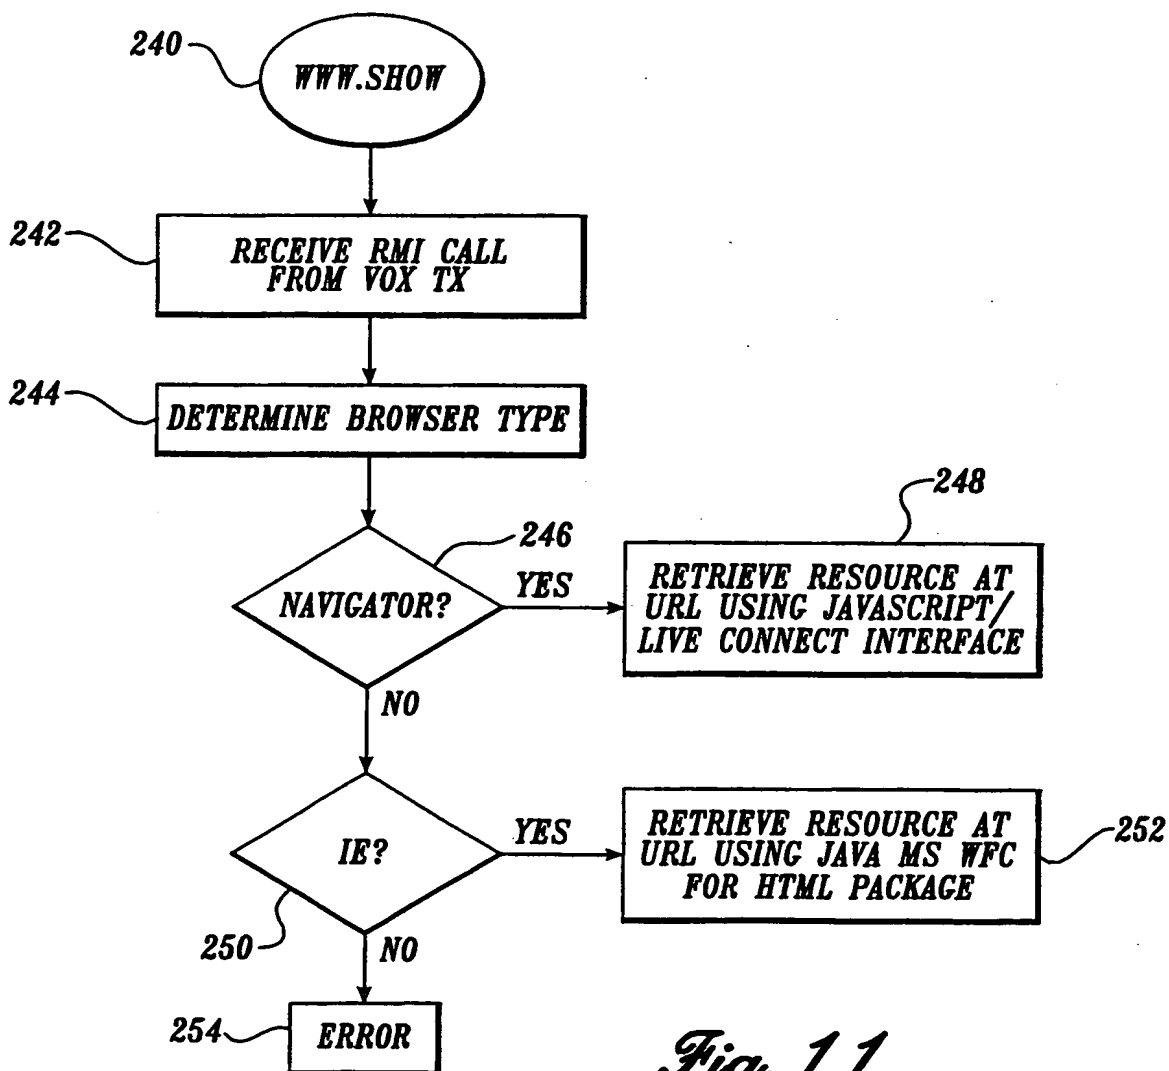 240
WWW.SHOW
242
RECEIVE RMI CALL
FROM VOX TX
244
DETERMINE BROWSER TYPE
246
NAVIGATOR?
YES
248
RETRIEVE RESOURCE AT
URL USING JAVASCRIPT/
LIVE CONNECT INTERFACE
NO
IE?
YES
RETRIEVE RESOURCE AT
URL USING JAVA MS WFC
FOR HTML PACKAGE
252
250
NO
254
ERROR
Fig. 11